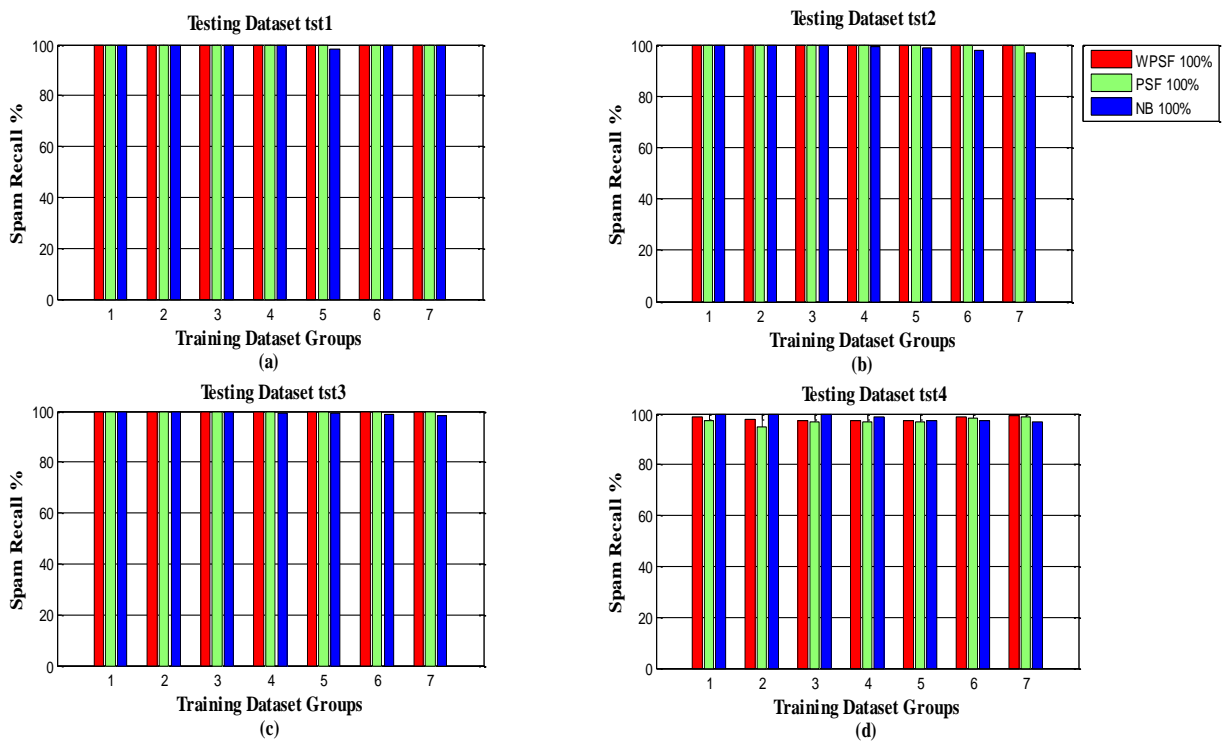 Testing Dataset tst1
Spam Recall %
100
80
60
40
20
0
1 2 3 4 5 6 7
Training Dataset Groups
(a)
Testing Dataset tst2
Spam Recall %
100
80
60
40
20
0
1 2 3 4 5 6 7
Training Dataset Groups
(b)
WPSF 100%
PSF 100%
NB 100%
Testing Dataset tst3
Spam Recall %
100
80
60
40
20
0
1 2 3 4 5 6 7
Training Dataset Groups
(c)
Testing Dataset tst4
Spam Recall %
100
80
60
40
20
0
1 2 3 4 5 6 7
Training Dataset Groups
(d)